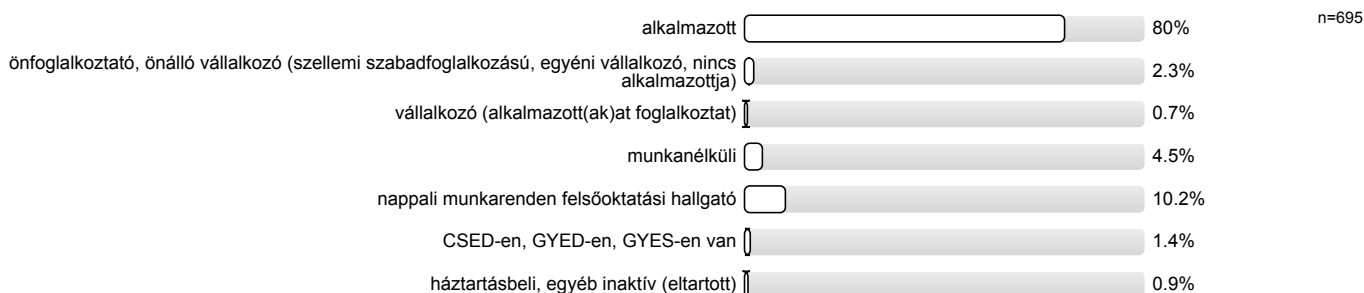 alkalmazott 80% n=695
önfoglalkoztató, önálló vállalkozó (szellemi szabadfoglalkozású, egyéni vállalkozó, nincs
alkalmazottja) 2.3%
vállalkozó (alkalmazott(ak)at foglalkoztat) 0.7%
munkanélküli 4.5%
nappali munkarenden felsőoktatási hallgató 10.2%
CSED-en, GYED-en, GYES-en van 1.4%
háztartásbeli, egyéb inaktív (eltartott) 0.9%